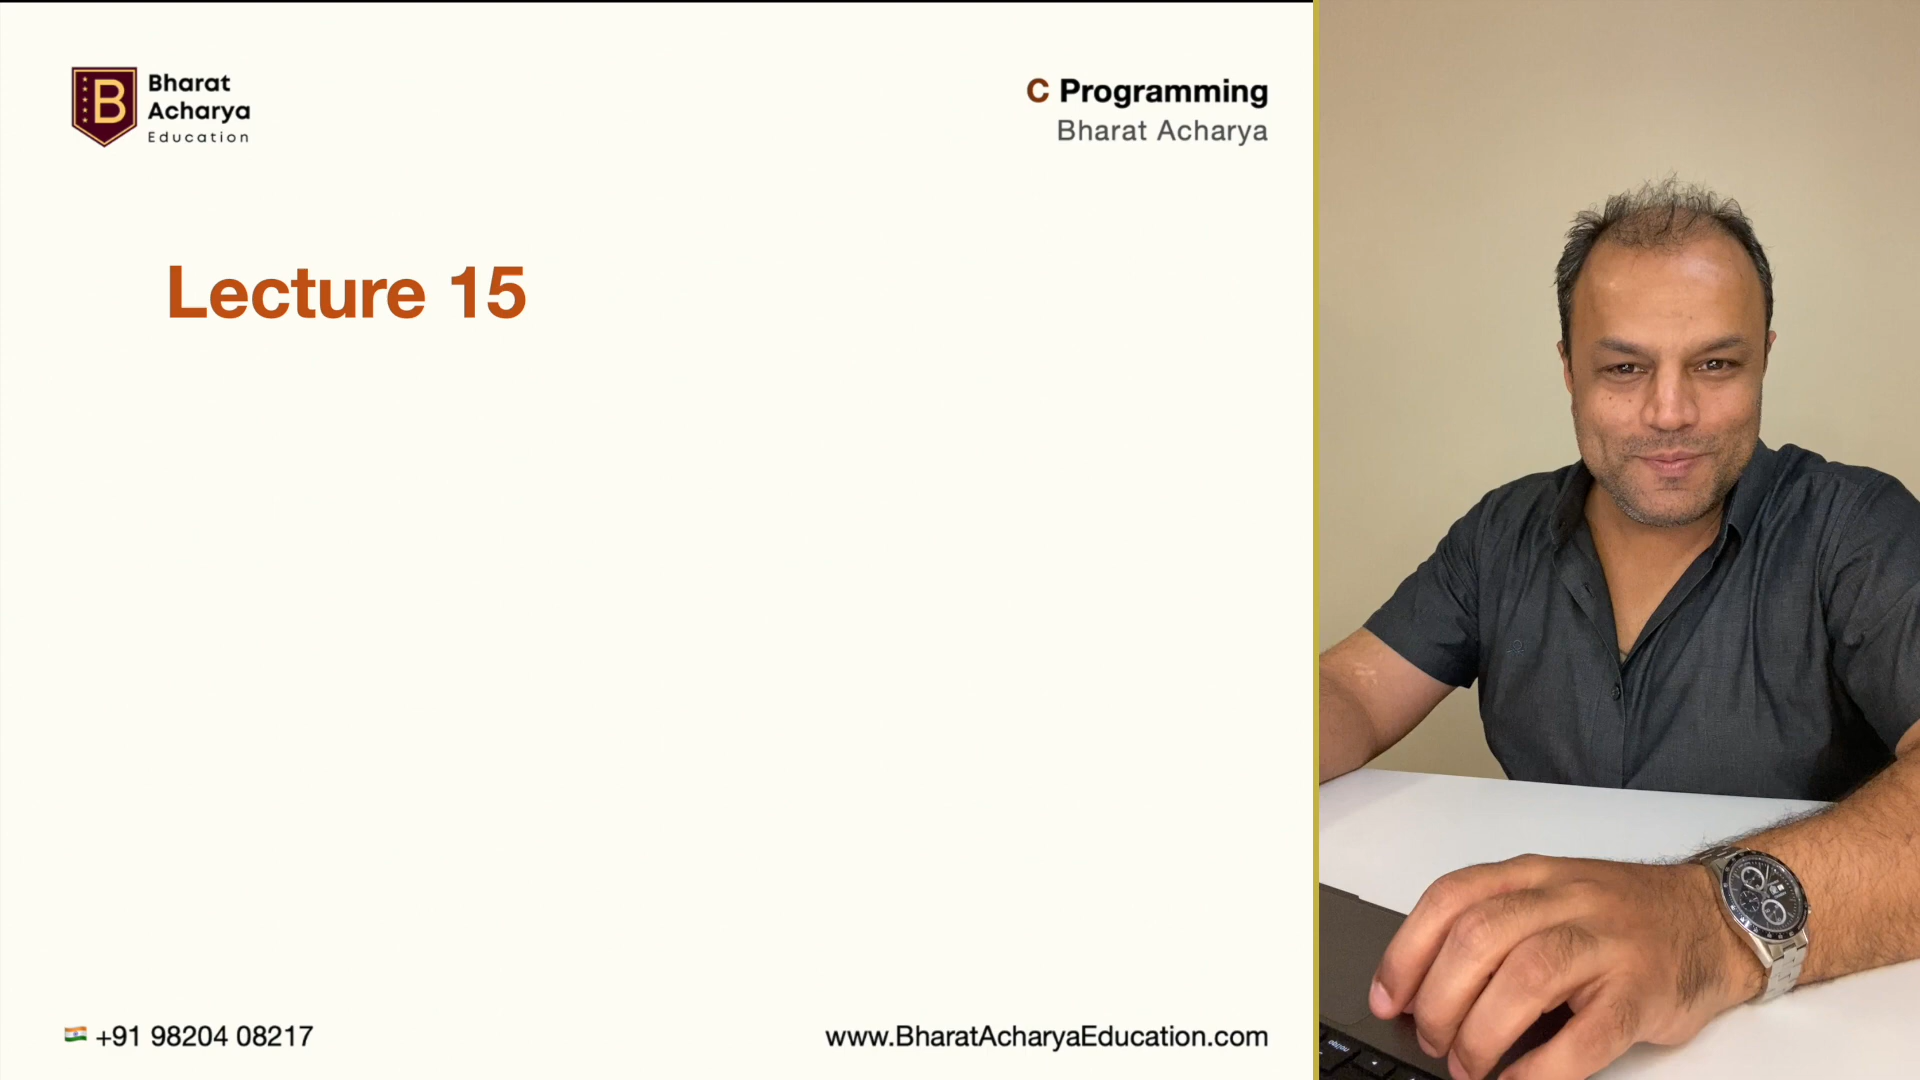 B
Bharat
Acharya
Education
C Programming
Bharat Acharya
Lecture 15
+91 98204 08217
www.BharatAcharyaEducation.com